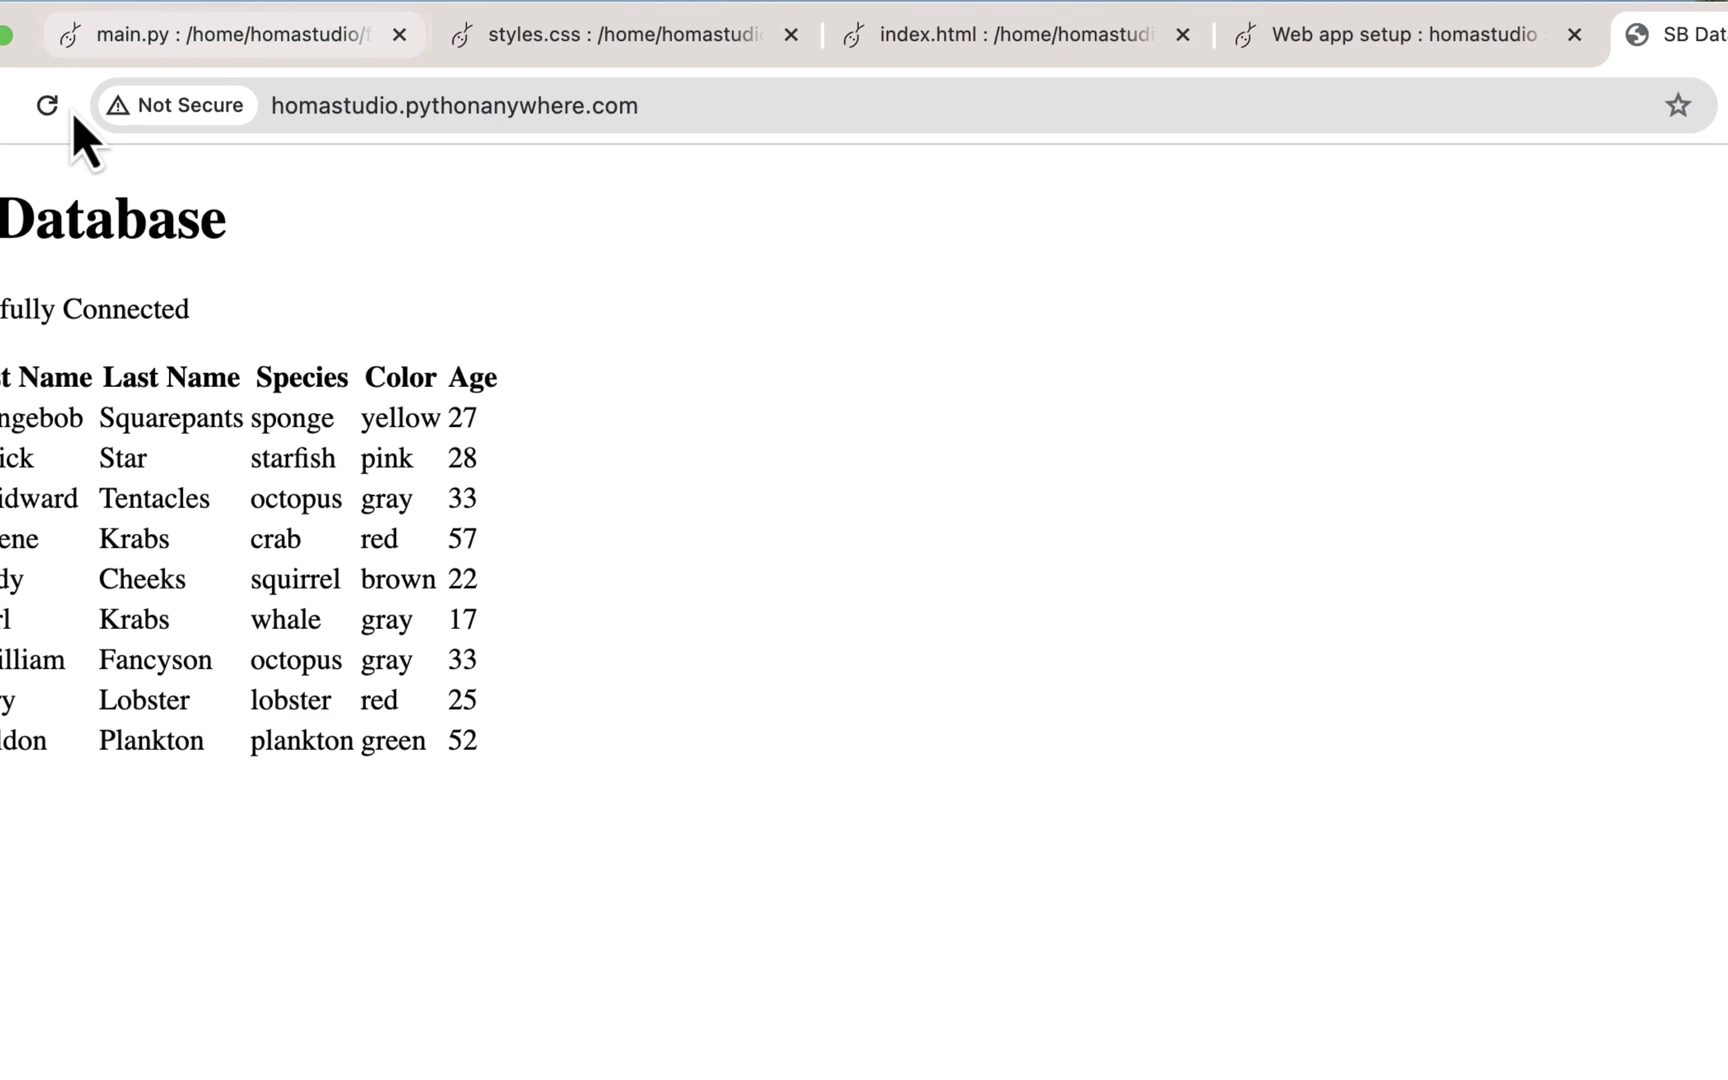 main.py : /home/homastudio/f
styles.css : /home/homastudi
index.html : /home/homastudi
Web app setup : homastudio :
SB Dat
Not Secure homastudio.pythonanywhere.com
Database
fully Connected
t Name Last Name Species Color Age
ngebob Squarepants sponge yellow 27
ick Star starfish pink 28
idward Tentacles octopus gray 33
ene Krabs crab red 57
dy Cheeks squirrel brown 22
rl Krabs whale gray 17
illiam Fancyson octopus gray 33
ry Lobster lobster red 25
ldon Plankton plankton green 52